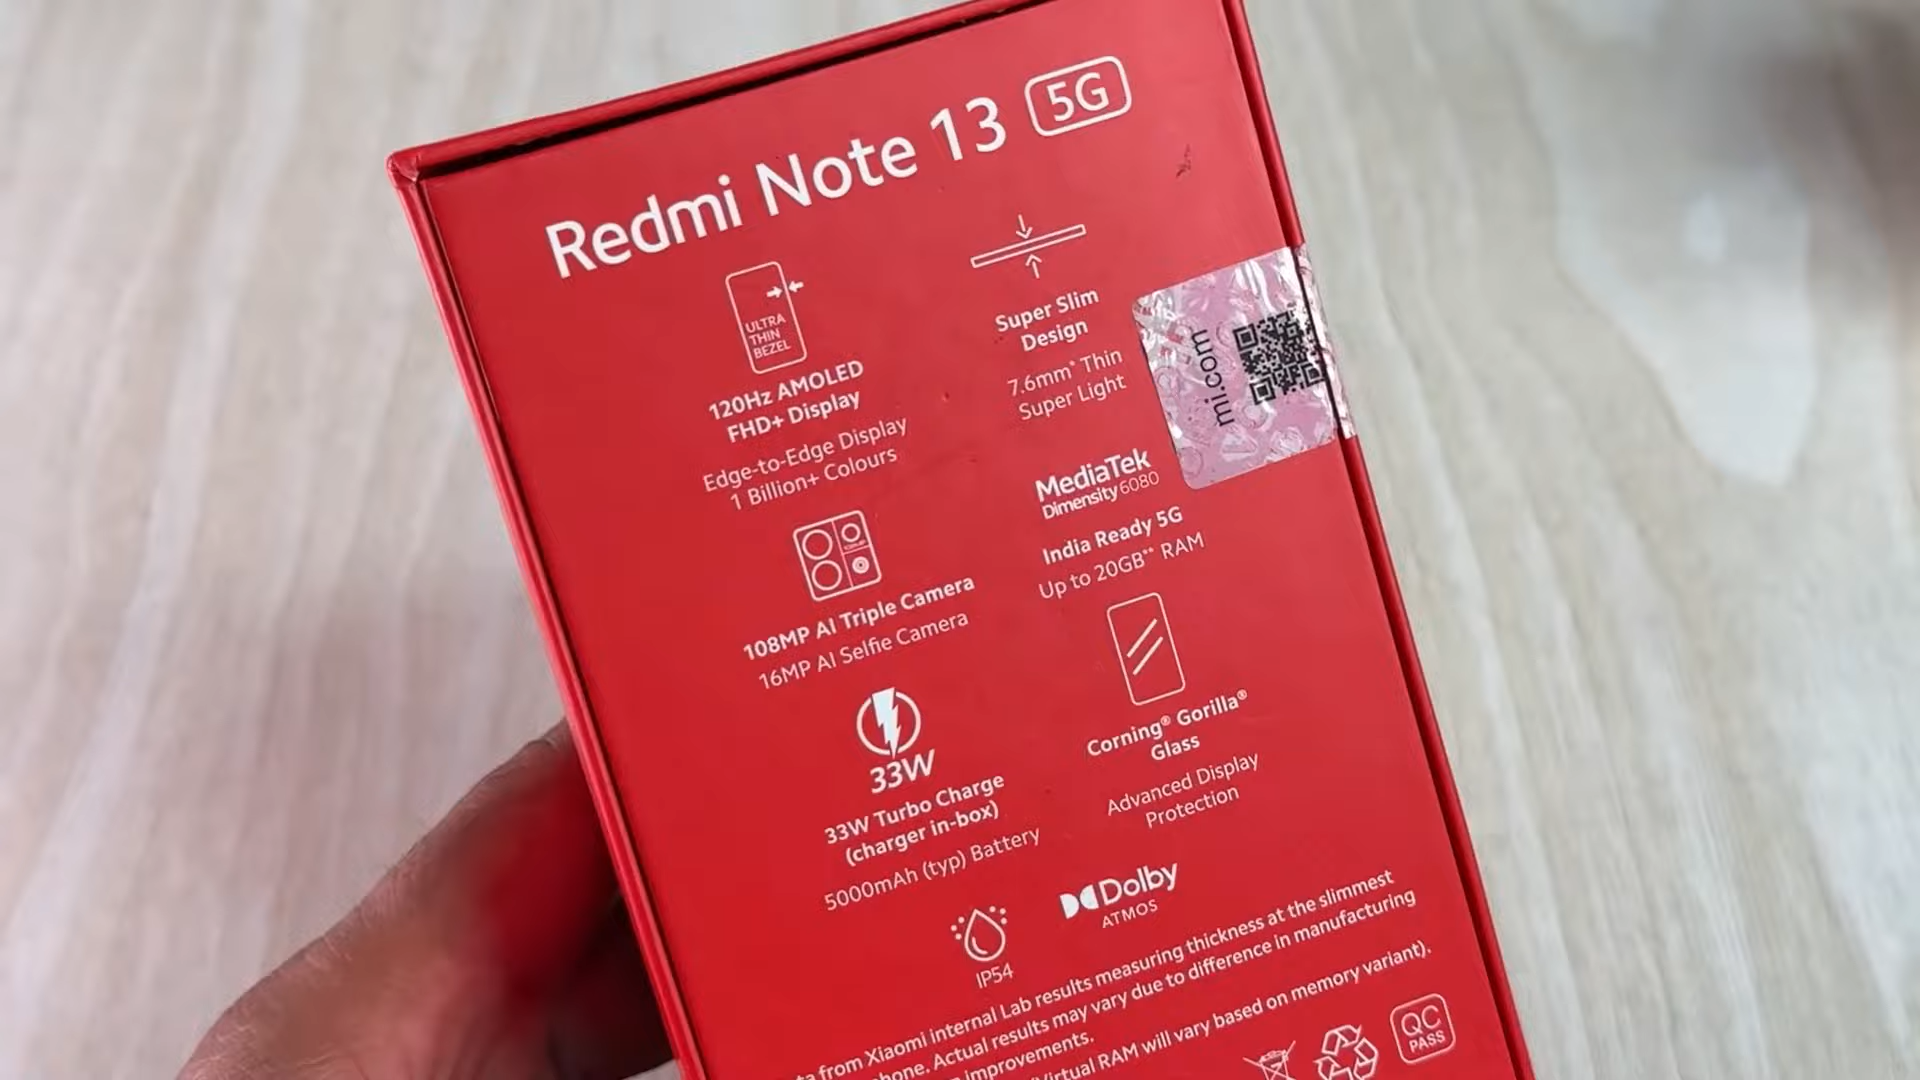 Redmi Note 13 5G
ULTRA
THIN
BEZEL
120Hz AMOLED
FHD+ Display
Edge-to-Edge Display
1 Billion+ Colours
Super Slim
Design
7.6mm* Thin
Super Light
mi.com
MediaTek
Dimensity 6080
India Ready 5G
Up to 20GB** RAM
108MP AI Triple Camera
16MP AI Selfie Camera
Corning® Gorilla®
Glass
Advanced Display
Protection
33W
33W Turbo Charge
(charger in-box)
5000mAh (typ) Battery
IP54
Dolby
ATMOS
from Xiaomi internal Lab results measuring thickness at the slimmest
Actual results may vary due to difference in manufacturing
improvements.
Virtual RAM will vary based on memory variant).
QC
PASS